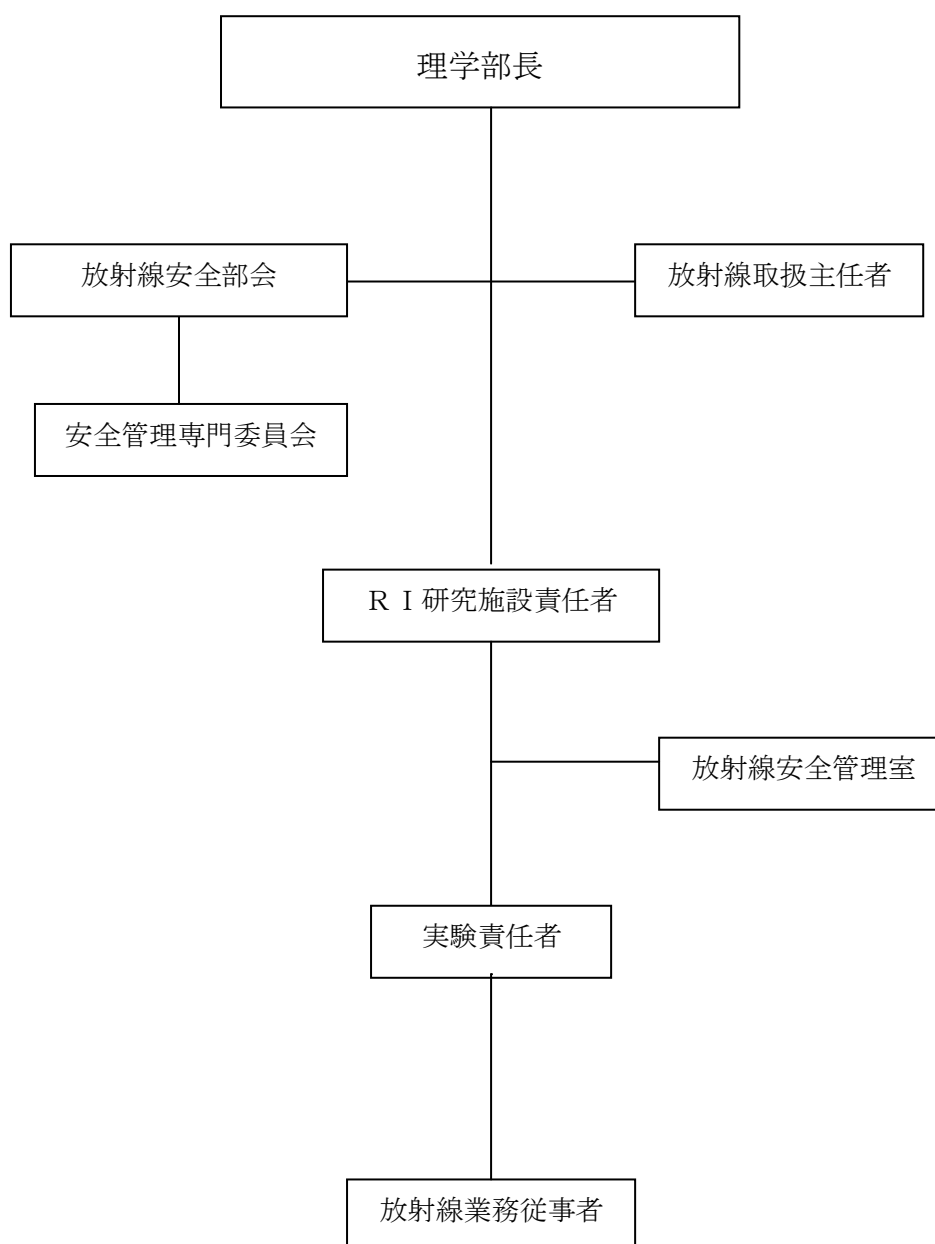 理学部長
放射線安全部会
放射線取扱主任者
安全管理専門委員会
ＲＩ研究施設責任者
放射線安全管理室
実験責任者
放射線業務従事者